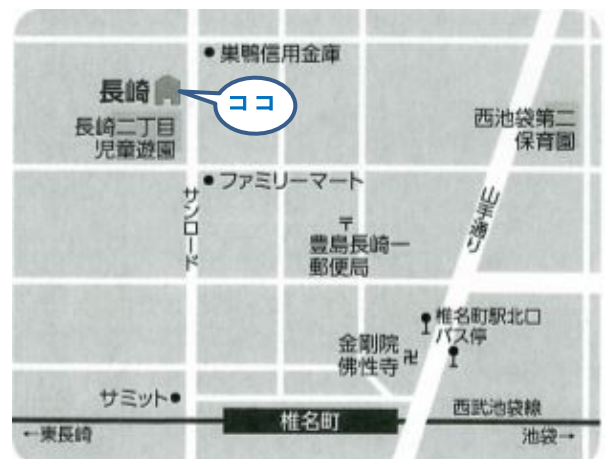 巣鴨信用金庫
長崎
ココ
長崎二丁目
児童遊園
西池袋第二
保育園
ファミリーマート
サンロード
山手通り
〒
豊島長崎一
郵便局
椎名町駅北口
バス停
金剛院
佛性寺
卍
サミット
椎名町
西武池袋線
←東長崎
池袋→